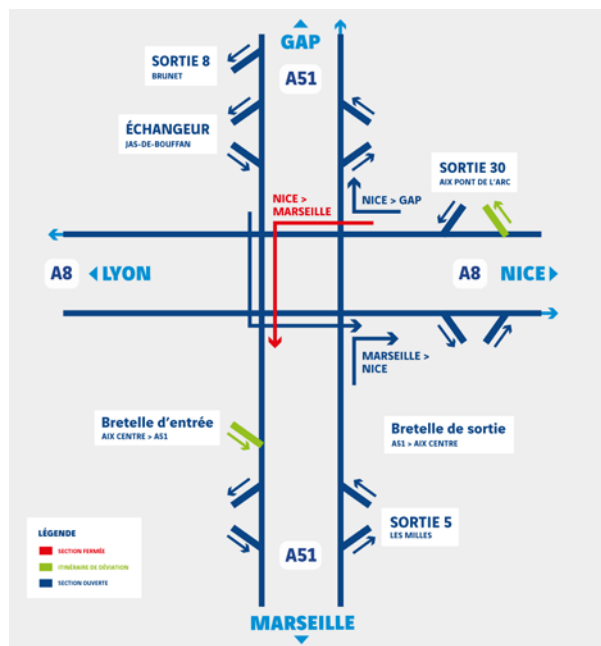 GAP
A51
SORTIE 8
BRUNET
ÉCHANGEUR
JAS-DE-BOUFFAN
SORTIE 30
AIX PONT DE L'ARC
NICE >
MARSEILLE
NICE > GAP
A8
LYON
A8
NICE
MARSEILLE >
NICE
Bretelle d'entrée
AIX CENTRE > A51
Bretelle de sortie
A51 > AIX CENTRE
SORTIE 5
LES MILLES
LÉGENDE
SECTION FERMÉE
ITINÉRAIRE DE DÉVIATION
SECTION OUVERTE
A51
MARSEILLE